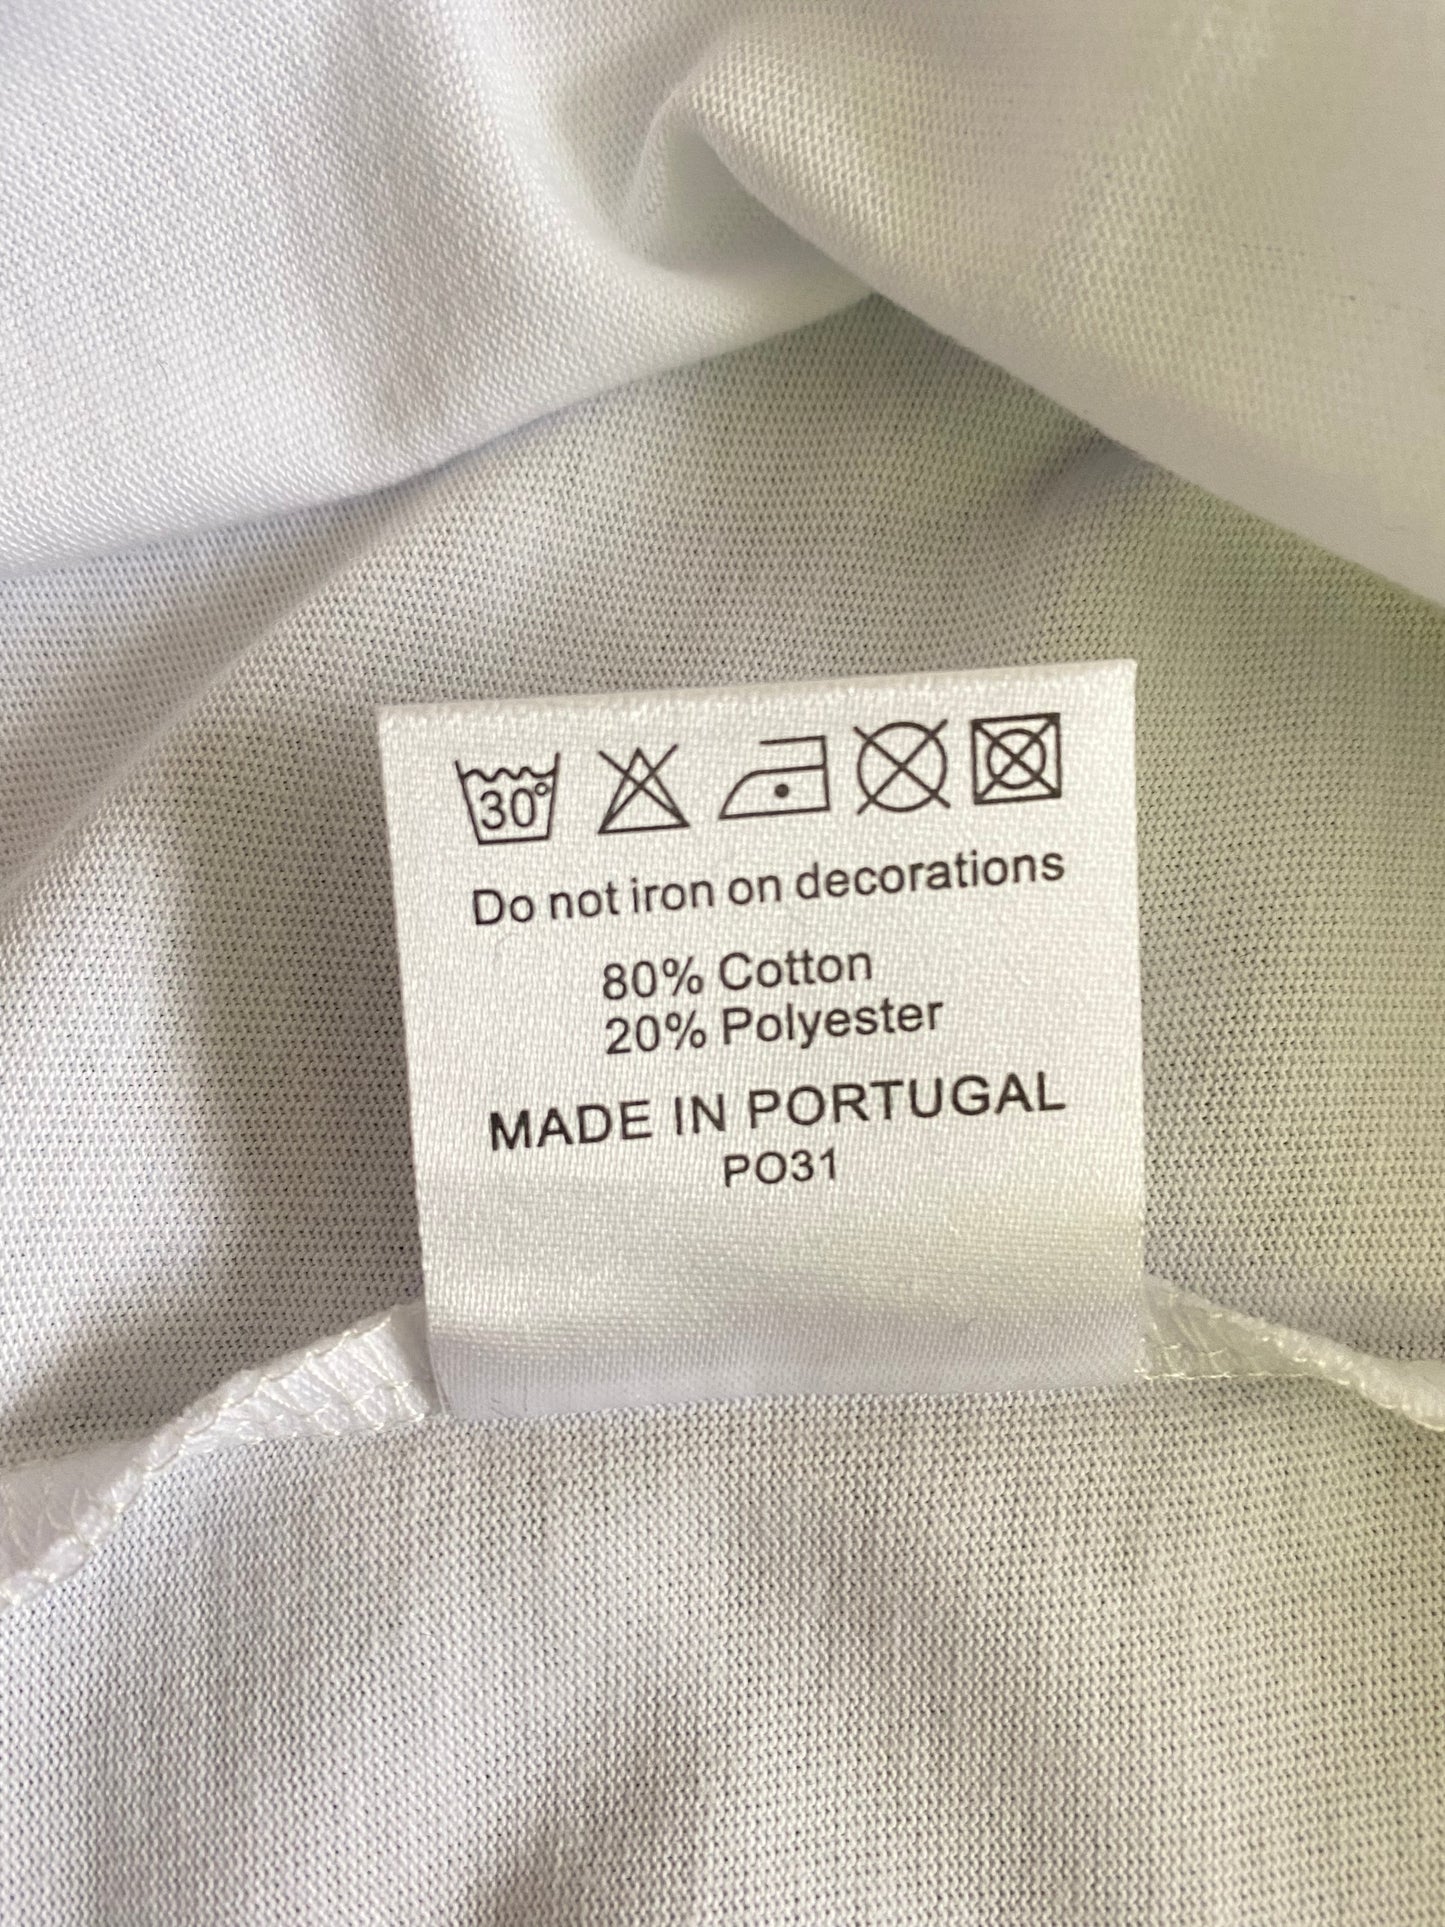 30°
Do not iron on decorations
80% Cotton
20% Polyester
MADE IN PORTUGAL
PO31